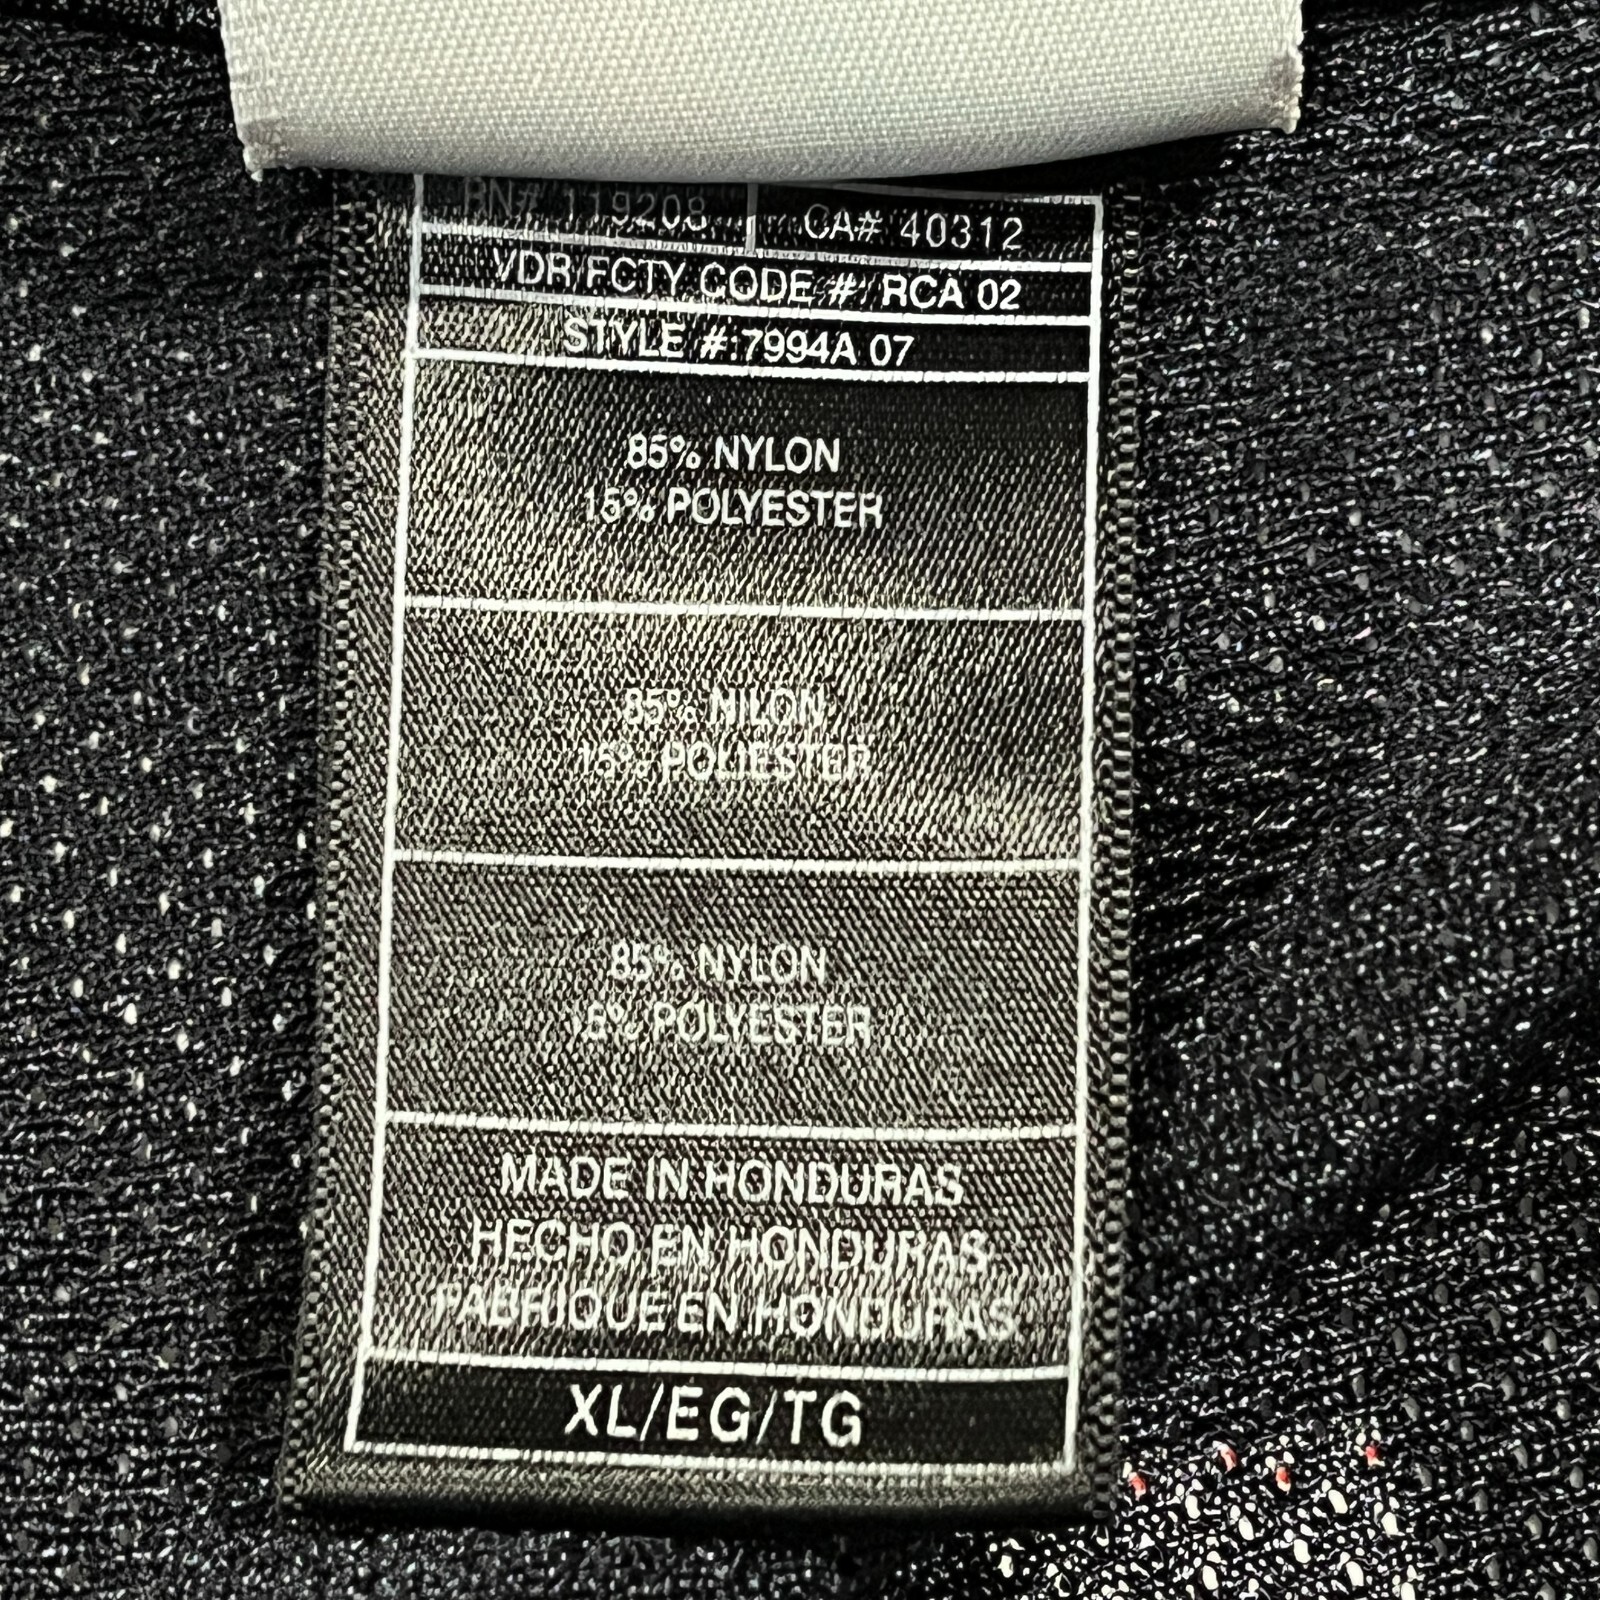 RN# 119208 CA# 40312
VDR/FCTY CODE #: RCA 02
STYLE #:7994A 07
85% NYLON
15% POLYESTER
85% NILON
15% POLIESTER
85% NYLON
15% POLYESTER
MADE IN HONDURAS
HECHO EN HONDURAS
FABRIQUE EN HONDURAS
XL/EG/TG